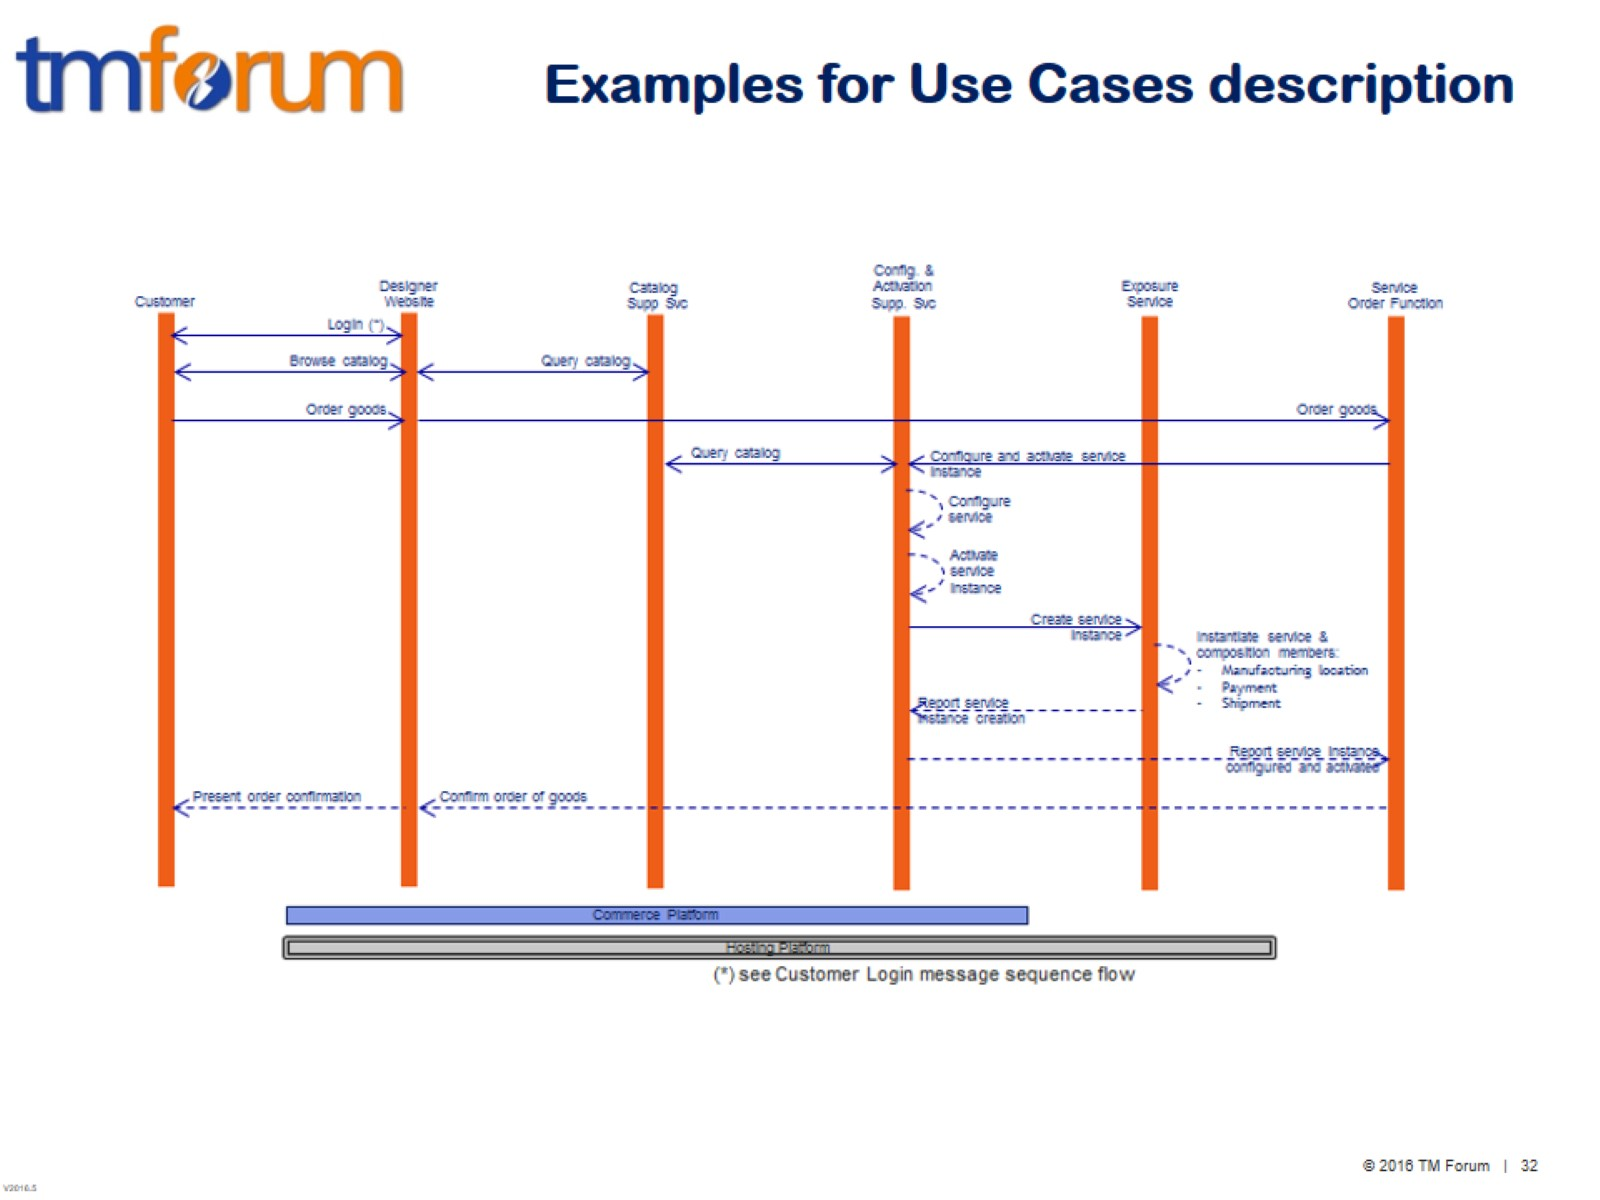 tmforum
Examples for Use Cases description
Customer
Designer
Website
Catalog
Supp Svc
Config. &
Activation
Supp. Svc
Exposure
Service
Service
Order Function
Login (*)
Browse catalog
Query catalog
Order goods
Order goods
Query catalog
Configure and activate service
instance
Configure
service
Activate
service
instance
Create service
instance
Instantiate service &
composition members:
- Manufacturing location
- Payment
- Shipment
Report service
instance creation
Report service instance
configured and activated
Present order confirmation
Confirm order of goods
Commerce Platform
Hosting Platform
(*) see Customer Login message sequence flow
© 2016 TM Forum | 32
V2016.5